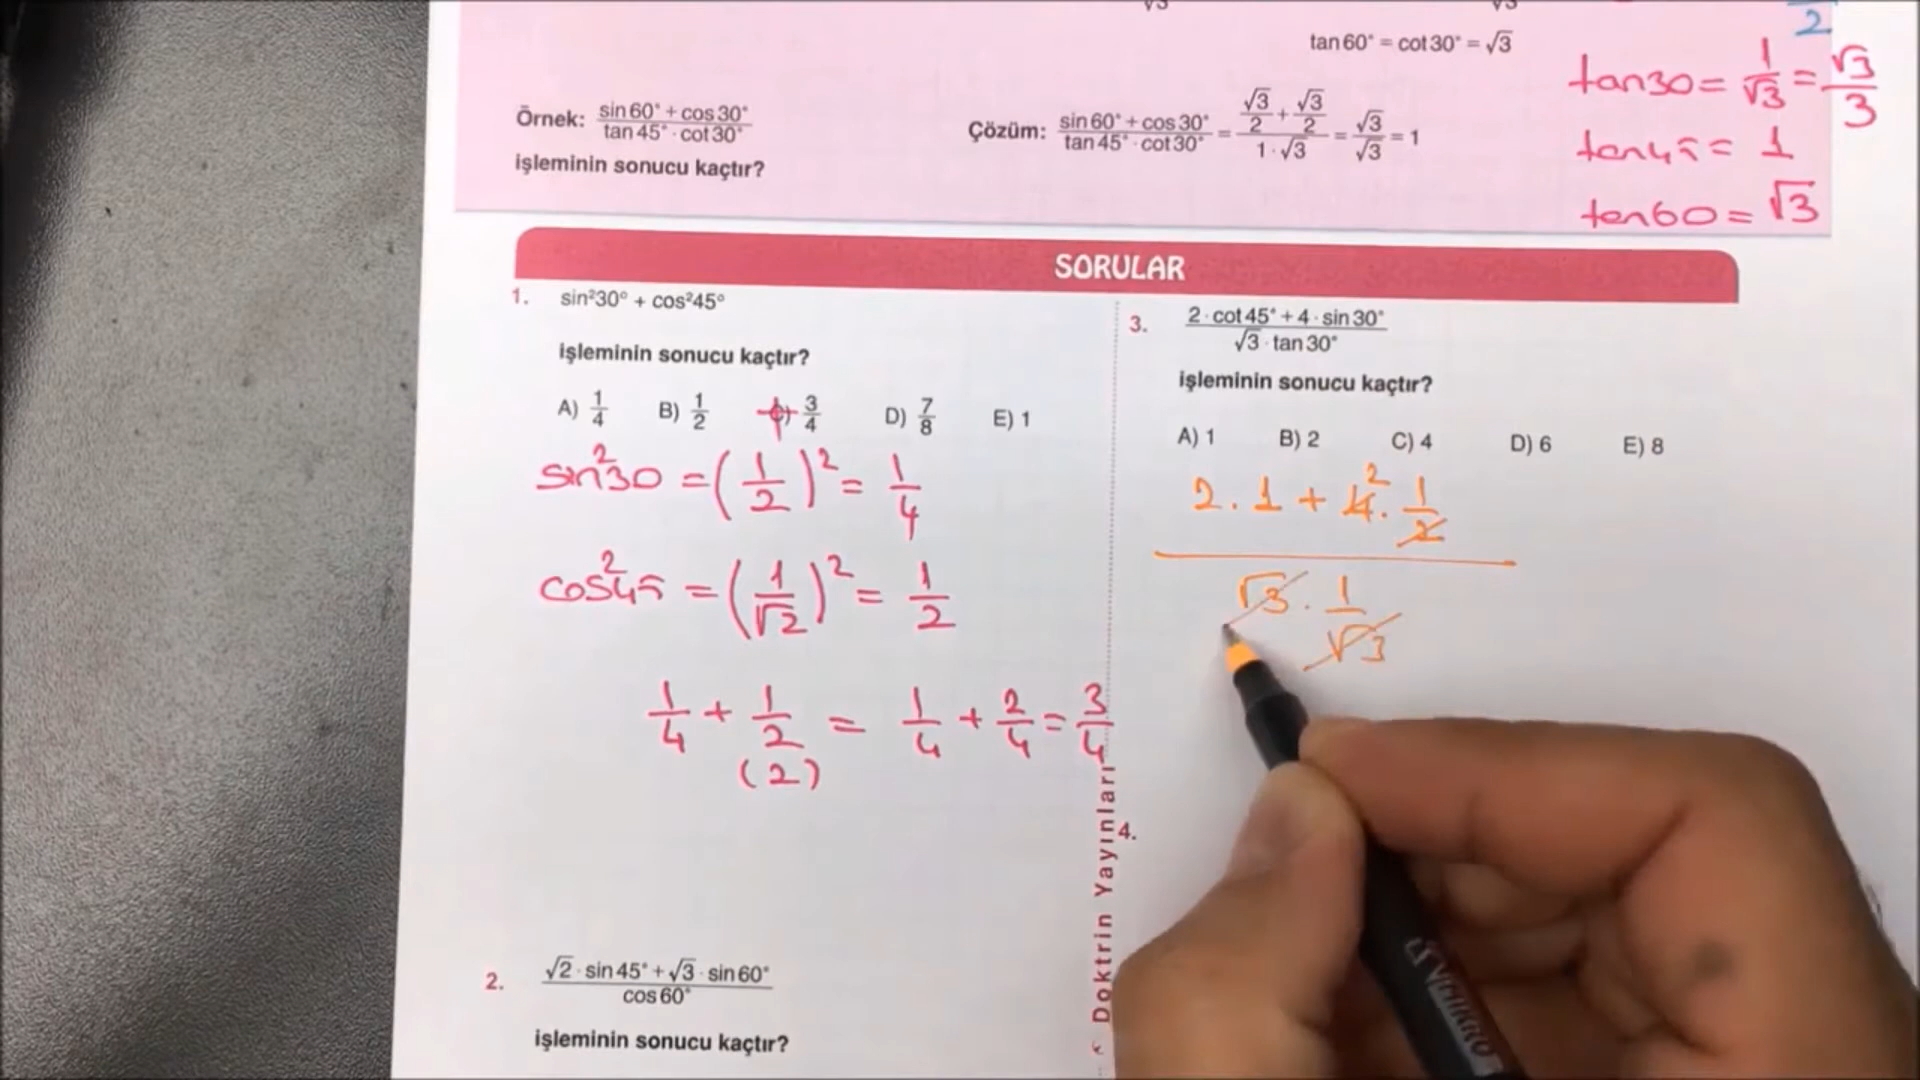 2
tan 60° = cot 30° = √3
tan30 = 1/√3 = √3/3
Örnek: (sin 60° + cos 30°)/(tan 45° · cot 30°)
Çözüm: (sin 60° + cos 30°)/(tan 45° · cot 30°) = (√3/2 + √3/2)/(1 · √3) = √3/√3 = 1
işleminin sonucu kaçtır?
tan45 = 1
tan60 = √3
SORULAR
1. sin²30° + cos²45°
işleminin sonucu kaçtır?
A) 1/4 B) 1/2 C) 3/4 D) 7/8 E) 1
sin²30 = (1/2)² = 1/4
cos²45 = (1/√2)² = 1/2
1/4 + 1/2 = 1/4 + 2/4 = 3/4
(2)
2. (√2 · sin 45° + √3 · sin 60°)/cos 60°
işleminin sonucu kaçtır?
Doktrin Yayınları
3. (2 · cot 45° + 4 · sin 30°)/(√3 · tan 30°)
işleminin sonucu kaçtır?
A) 1 B) 2 C) 4 D) 6 E) 8
2 . 1 + 4² . 1/2
√3 . 1/√3
4.